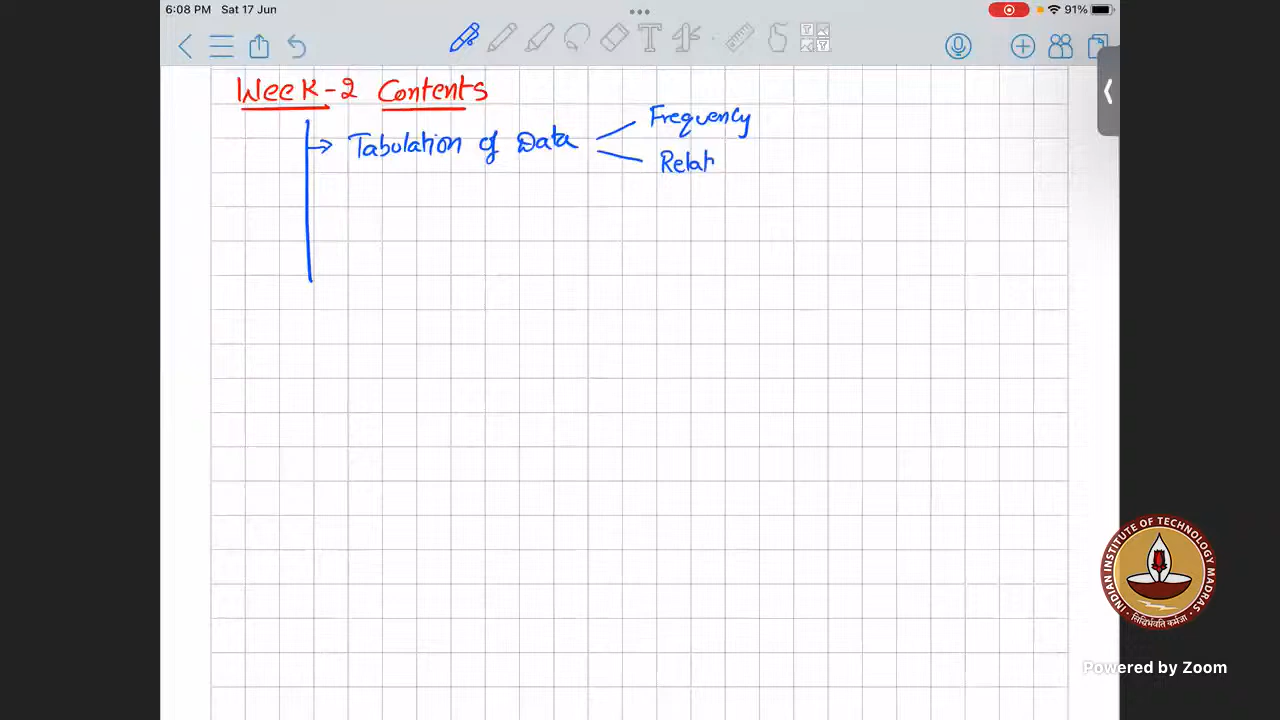 6:08 PM Sat 17 Jun
91%
Week-2 Contents
Frequency
Tabulation of Data
Relat
INDIAN INSTITUTE OF TECHNOLOGY MADRAS
सिद्धिर्भवति कर्मजा
Powered by Zoom